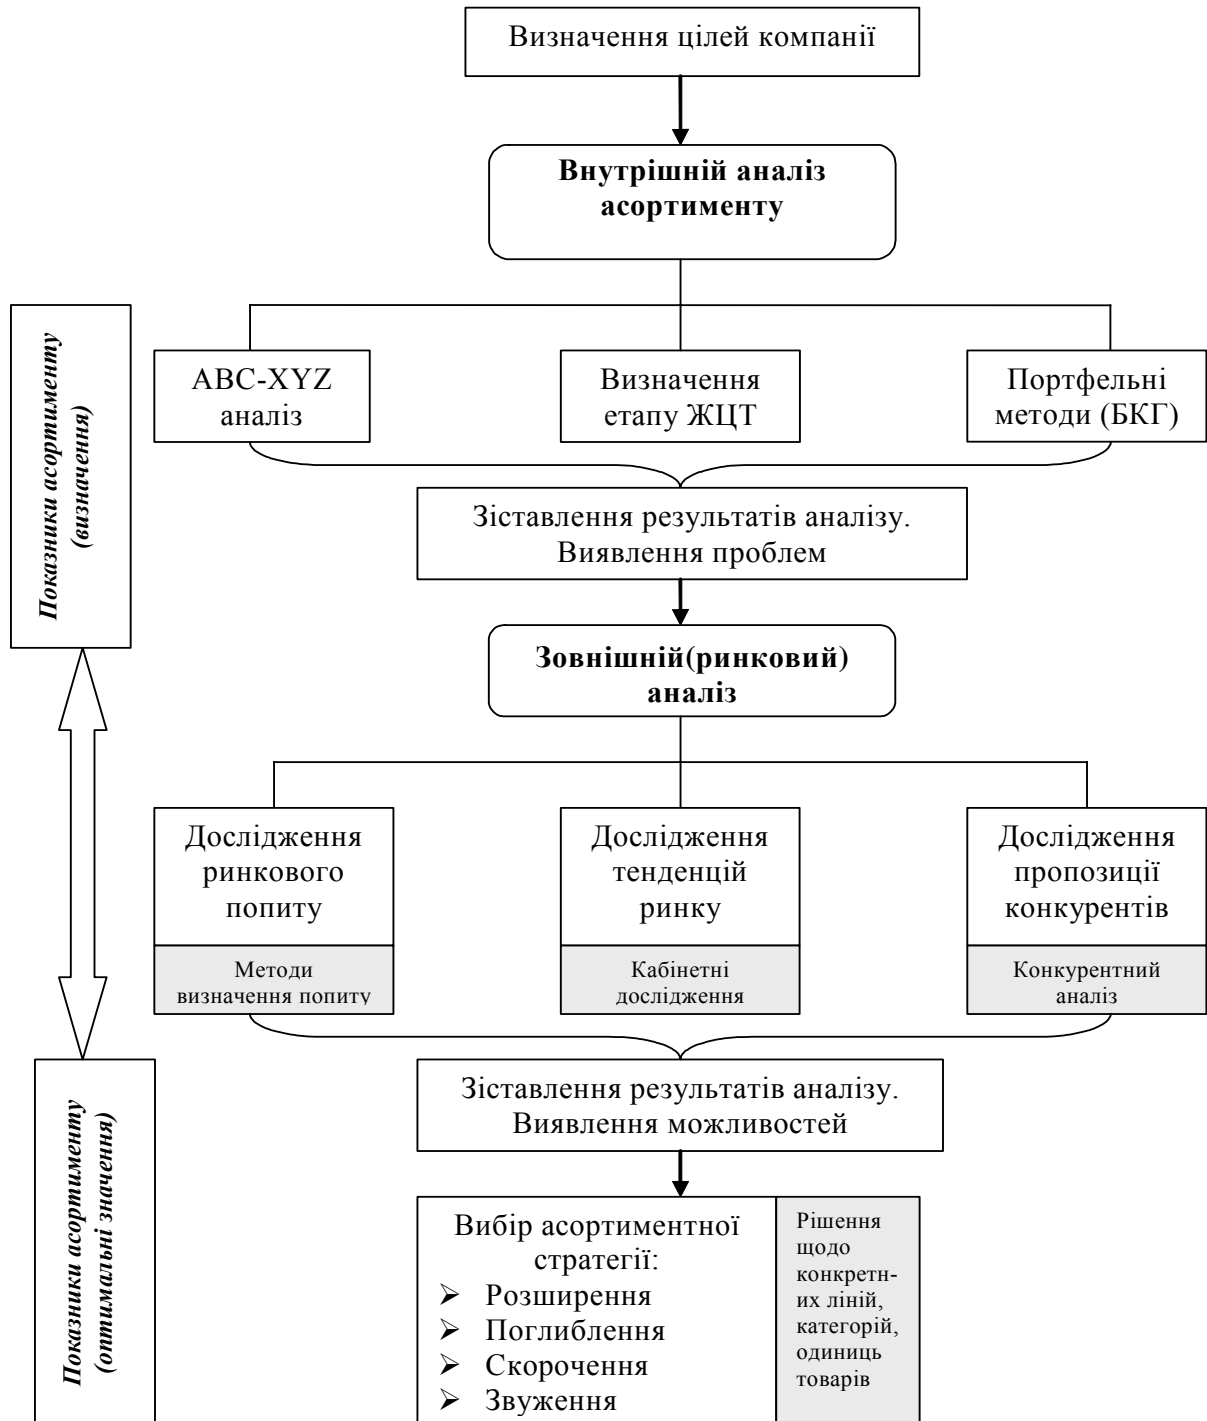 Визначення цілей компанії
Внутрішній аналіз
асортименту
Показники асортименту
(визначення)
ABC-XYZ
аналіз
Визначення
етапу ЖЦТ
Портфельні
методи (БКГ)
Зіставлення результатів аналізу.
Виявлення проблем
Зовнішній(ринковий)
аналіз
Дослідження
ринкового
попиту
Методи
визначення попиту
Дослідження
тенденцій
ринку
Кабінетні
дослідження
Дослідження
пропозиції
конкурентів
Конкурентний
аналіз
Показники асортименту
(оптимальні значення)
Зіставлення результатів аналізу.
Виявлення можливостей
Вибір асортиментної
стратегії:
➢ Розширення
➢ Поглиблення
➢ Скорочення
➢ Звуження
Рішення
щодо
конкретн-
их ліній,
категорій,
одиниць
товарів